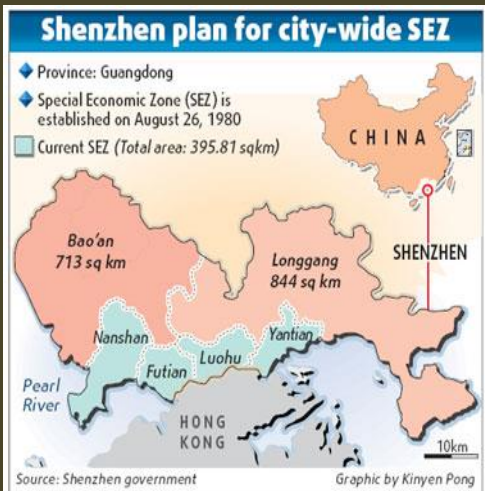 Shenzhen plan for city-wide SEZ
Province: Guangdong
Special Economic Zone (SEZ) is
established on August 26, 1980
Current SEZ (Total area: 395.81 sqkm)
CHINA
SHENZHEN
Bao'an
713 sq km
Longgang
844 sq km
Nanshan
Futian
Luohu
Yantian
Pearl
River
HONG
KONG
10km
Source: Shenzhen government
Graphic by Kinyen Pong